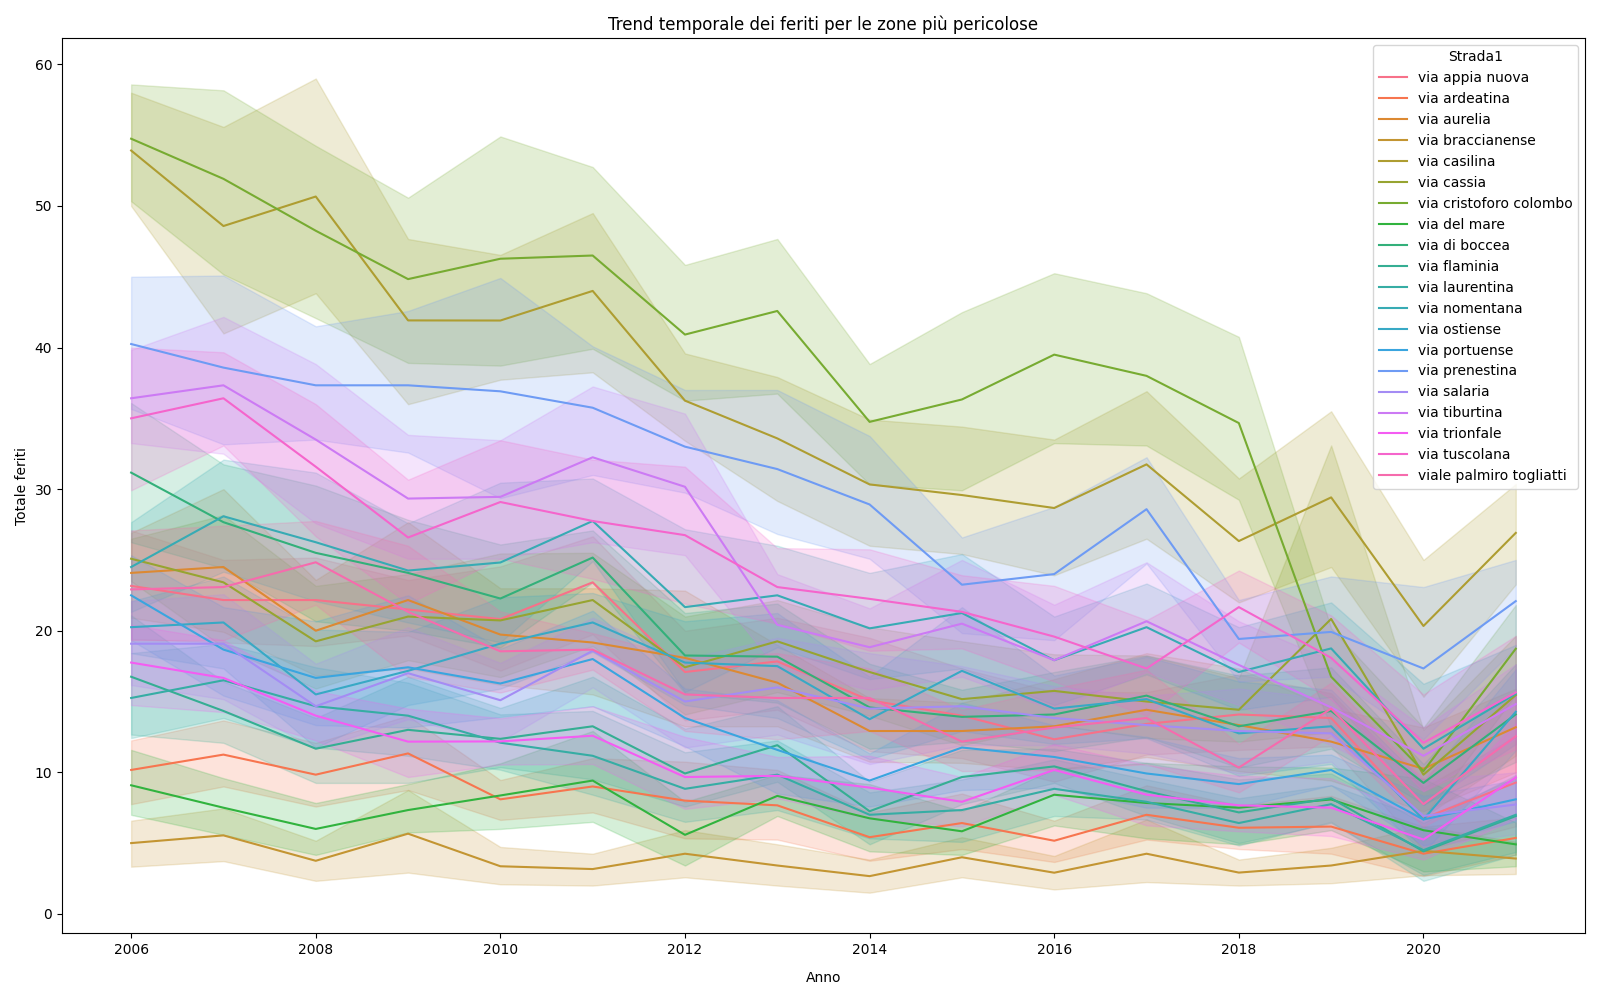 Trend temporale dei feriti per le zone più pericolose
Totale feriti
60
50
40
30
20
10
0
2006
2008
2010
2012
2014
2016
2018
2020
Anno
Strada1
via appia nuova
via ardeatina
via aurelia
via braccianense
via casilina
via cassia
via cristoforo colombo
via del mare
via di boccea
via flaminia
via laurentina
via nomentana
via ostiense
via portuense
via prenestina
via salaria
via tiburtina
via trionfale
via tuscolana
viale palmiro togliatti